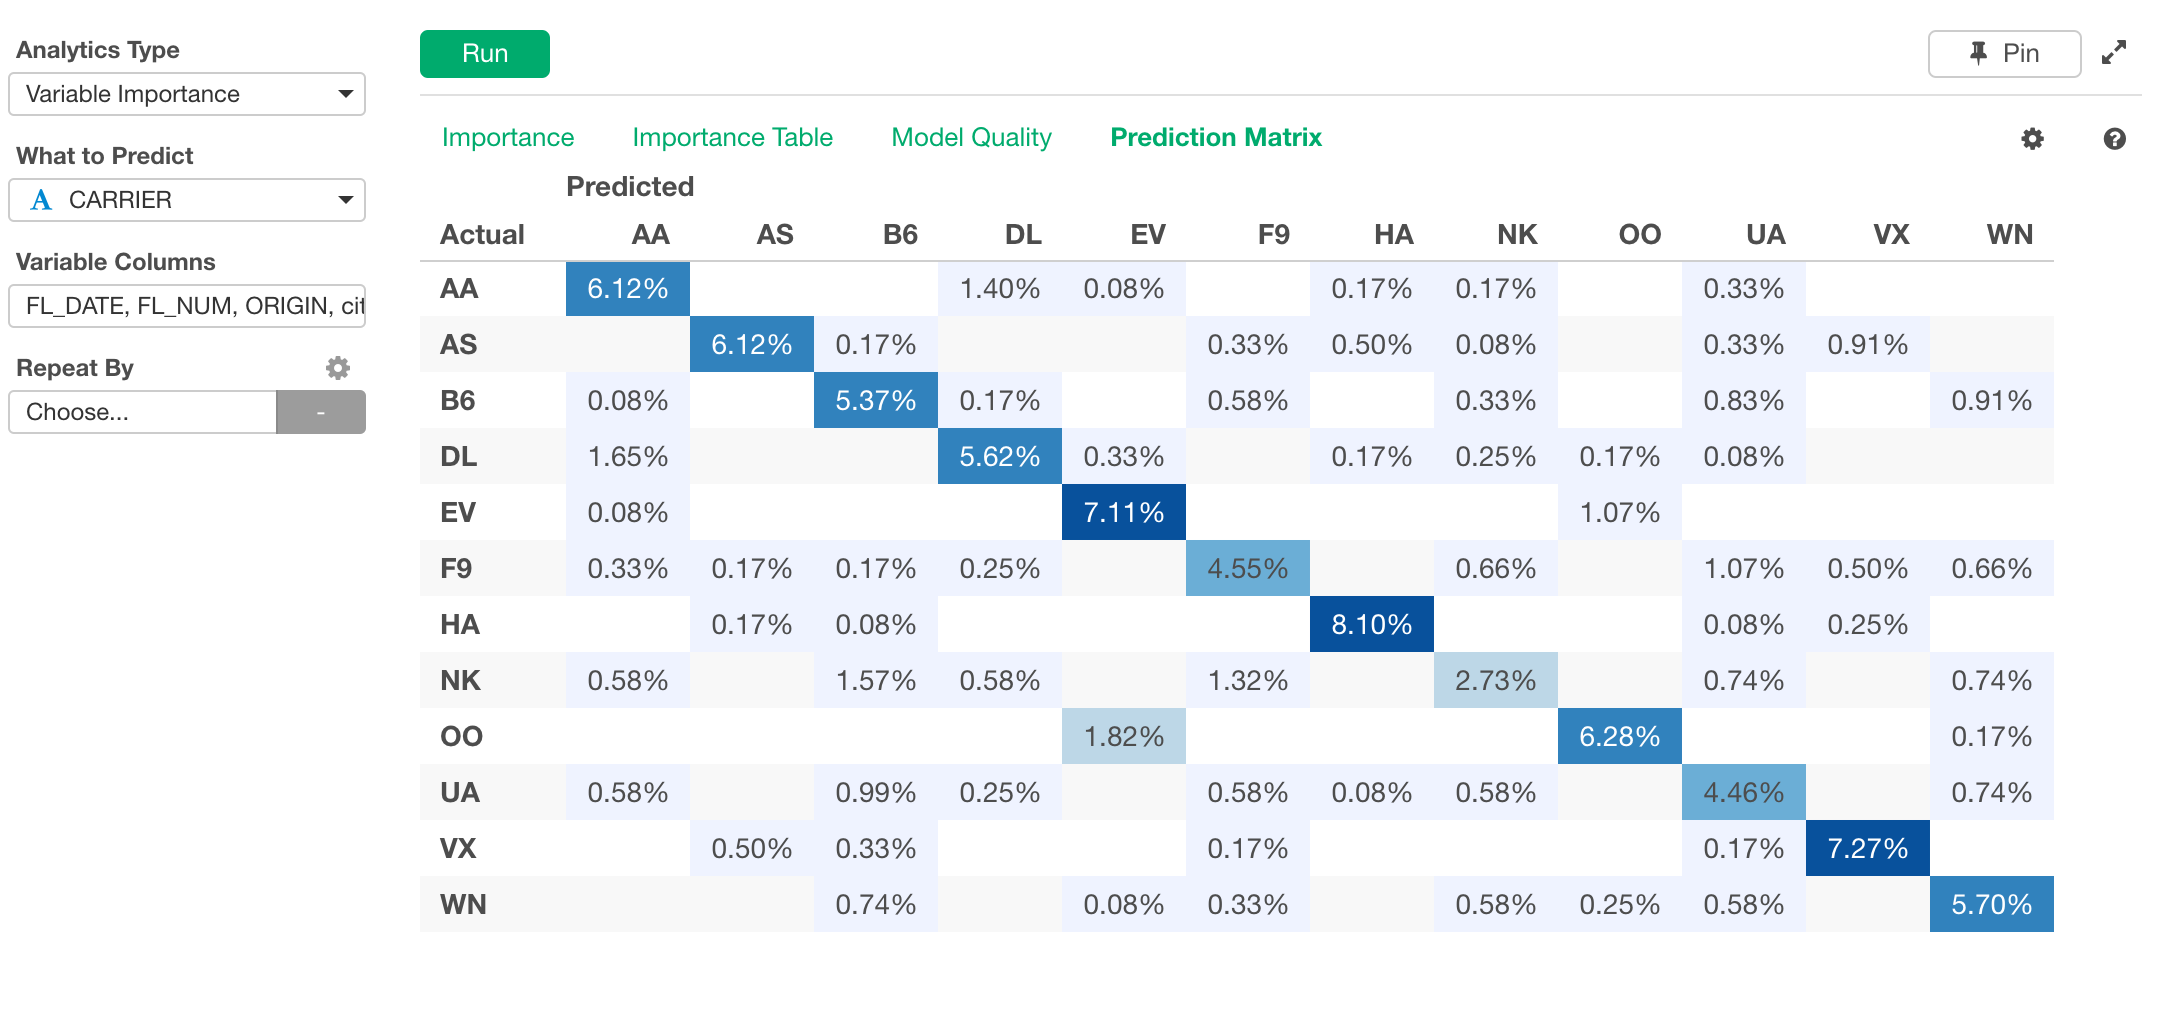 Analytics Type
Variable Importance
What to Predict
A CARRIER
Variable Columns
FL_DATE, FL_NUM, ORIGIN, cit
Repeat By
Choose... -
Run
Pin
Importance Importance Table Model Quality Prediction Matrix
Predicted
Actual AA AS B6 DL EV F9 HA NK OO UA VX WN
AA 6.12% 1.40% 0.08% 0.17% 0.17% 0.33%
AS 6.12% 0.17% 0.33% 0.50% 0.08% 0.33% 0.91%
B6 0.08% 5.37% 0.17% 0.58% 0.33% 0.83% 0.91%
DL 1.65% 5.62% 0.33% 0.17% 0.25% 0.17% 0.08%
EV 0.08% 7.11% 1.07%
F9 0.33% 0.17% 0.17% 0.25% 4.55% 0.66% 1.07% 0.50% 0.66%
HA 0.17% 0.08% 8.10% 0.08% 0.25%
NK 0.58% 1.57% 0.58% 1.32% 2.73% 0.74% 0.74%
OO 1.82% 6.28% 0.17%
UA 0.58% 0.99% 0.25% 0.58% 0.08% 0.58% 4.46% 0.74%
VX 0.50% 0.33% 0.17% 0.17% 7.27%
WN 0.74% 0.08% 0.33% 0.58% 0.25% 0.58% 5.70%